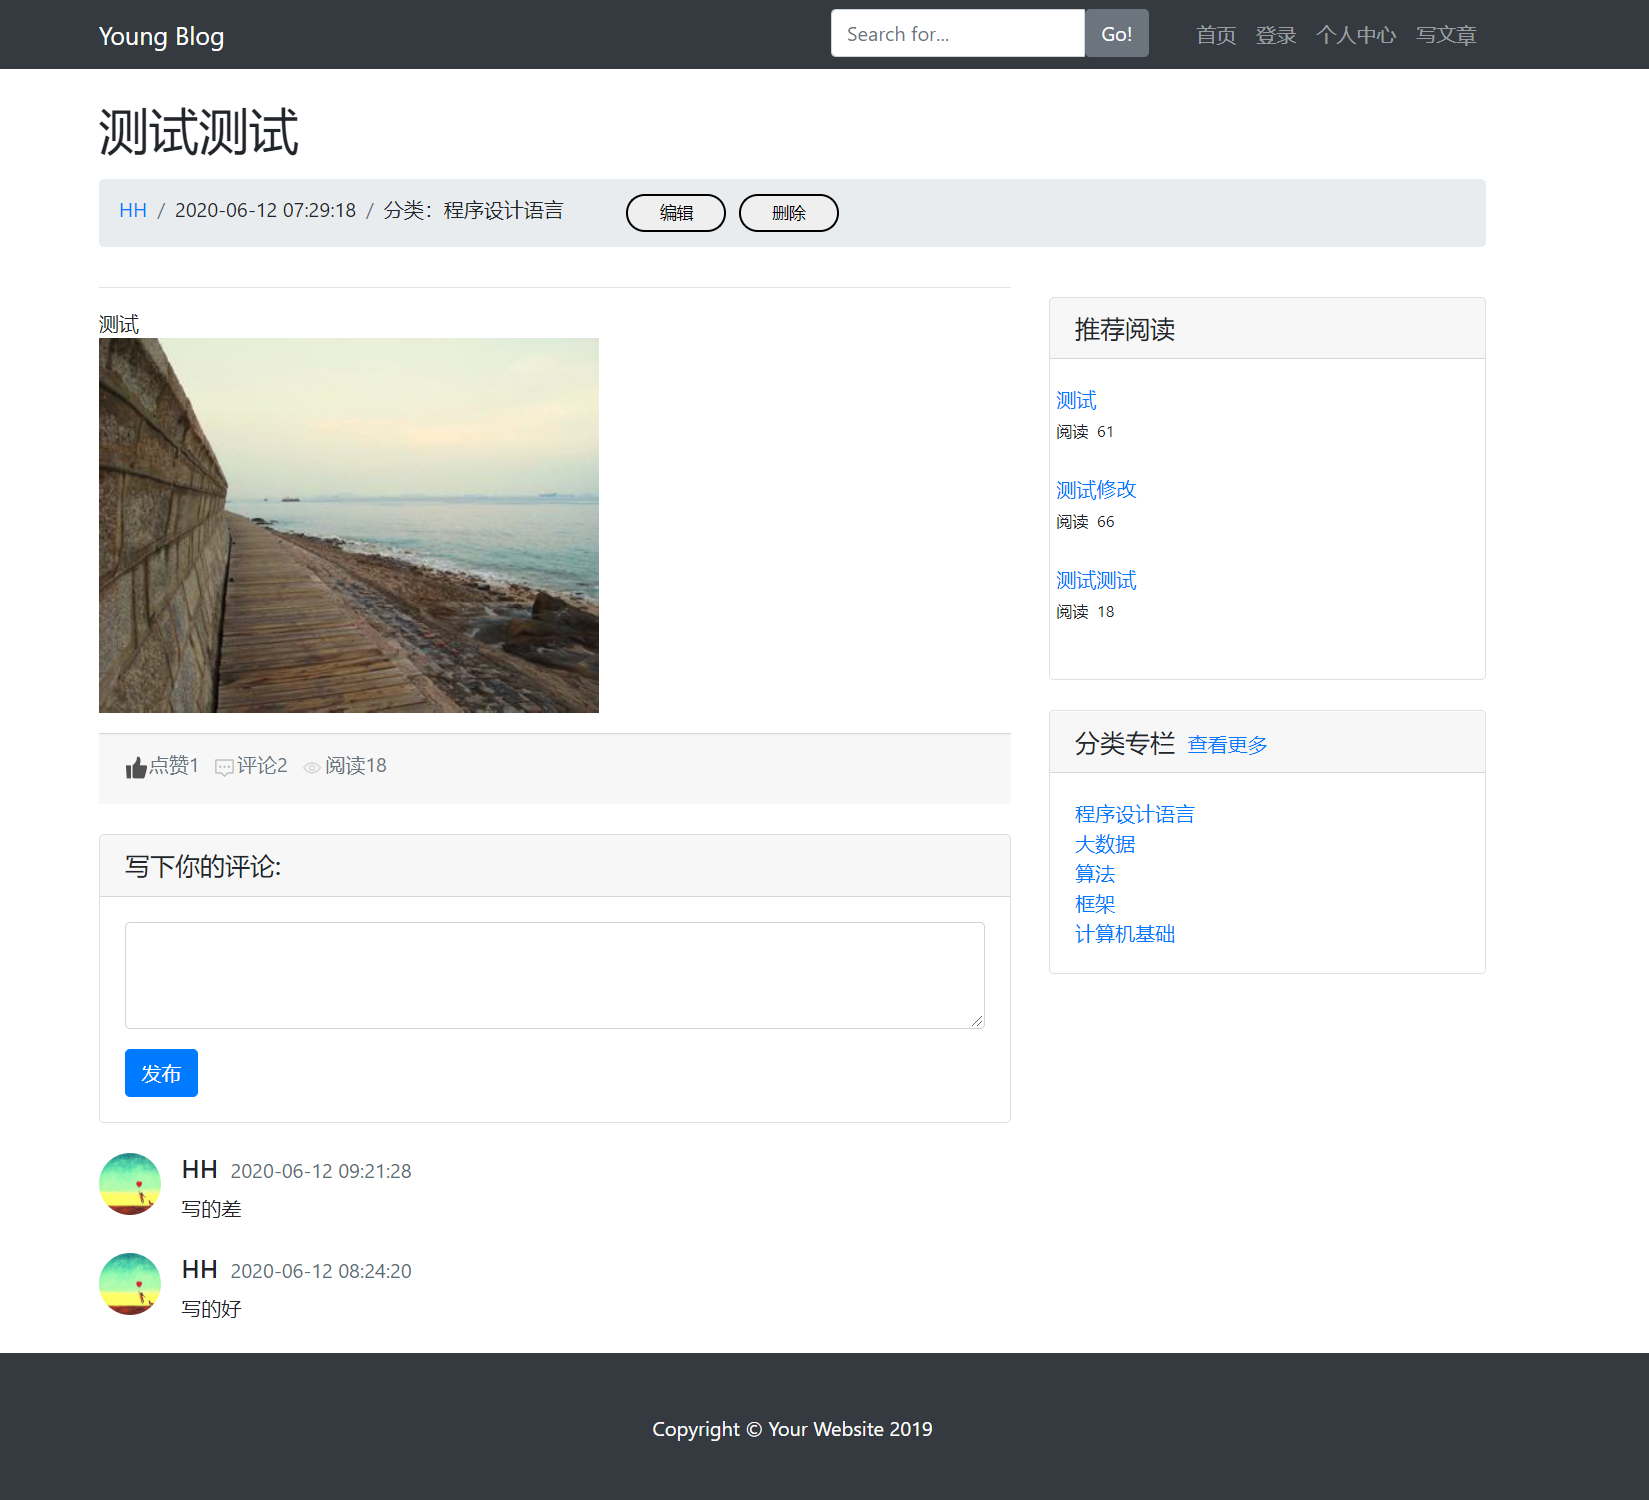 Young Blog
Search for...
Go!
首页 登录 个人中心 写文章
测试测试
HH / 2020-06-12 07:29:18 / 分类：程序设计语言
编辑 删除
测试
点赞1 评论2 阅读18
写下你的评论:
发布
HH 2020-06-12 09:21:28
写的差
HH 2020-06-12 08:24:20
写的好
推荐阅读
测试
阅读 61
测试修改
阅读 66
测试测试
阅读 18
分类专栏 查看更多
程序设计语言
大数据
算法
框架
计算机基础
Copyright © Your Website 2019